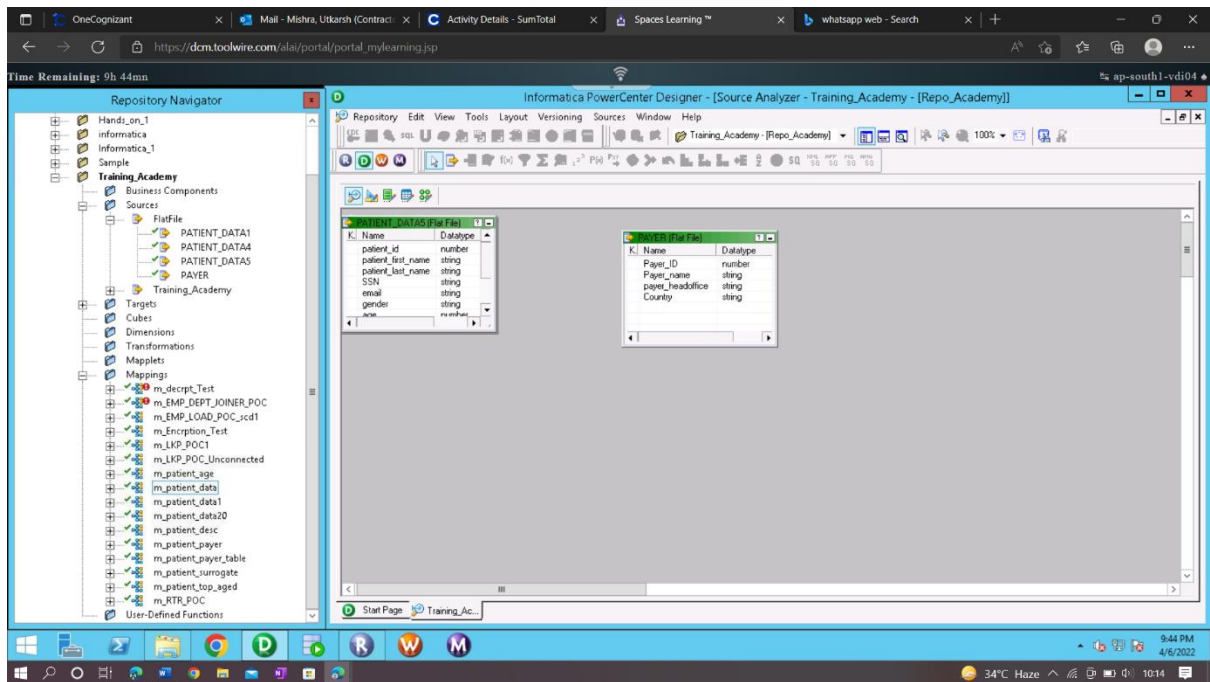 OneCognizant
Mail - Mishra, Utkarsh (Contract
Activity Details - SumTotal
Spaces Learning ™
whatsapp web - Search
https://dcm.toolwire.com/alai/portal/portal_mylearning.jsp
Time Remaining: 9h 44mn
ap-south1-vdi04
Repository Navigator
Informatica PowerCenter Designer - [Source Analyzer - Training_Academy - [Repo_Academy]]
Repository Edit View Tools Layout Versioning Sources Window Help
Training_Academy - [Repo_Academy]
100%
Hands_on_1
informatica
Informatica_1
Sample
Training_Academy
Business Components
Sources
FlatFile
PATIENT_DATA1
PATIENT_DATA4
PATIENT_DATA5
PAYER
Training_Academy
Targets
Cubes
Dimensions
Transformations
Mapplets
Mappings
m_decrpt_Test
m_EMP_DEPT_JOINER_POC
m_EMP_LOAD_POC_scd1
m_Encrption_Test
m_LKP_POC1
m_LKP_POC_Unconnected
m_patient_age
m_patient_data
m_patient_data1
m_patient_data20
m_patient_desc
m_patient_payer
m_patient_payer_table
m_patient_surrogate
m_patient_top_aged
m_RTR_POC
User-Defined Functions
PATIENT_DATA5 (Flat File)
K. Name Datatype
patient_id number
patient_first_name string
patient_last_name string
SSN string
email string
gender string
age number
PAYER (Flat File)
K. Name Datatype
Payer_ID number
Payer_name string
payer_headoffice string
Country string
Start Page
Training_Ac...
9:44 PM
4/6/2022
34°C Haze
10:14